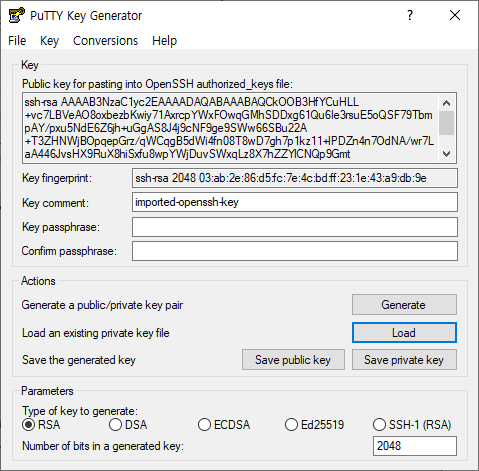 PuTTY Key Generator
File Key Conversions Help
Key
Public key for pasting into OpenSSH authorized_keys file:
ssh-rsa AAAAB3NzaC1yc2EAAAADAQABAAABAQCkOOB3HfYCuHLL
+vc7LBVeAO8oxbezbKwiy71AxrcpYWxFOwqGMhSDDxg61Qu6le3rsuE5oQSF79Tbm
pAY/pxu5NdE6Z6jh+uGgAS8J4j9cNF9ge9SWw66SBu22A
+T3ZHNWjBOpqepGrz/qWCqgB5dWi4fn08T8wD7gh7p1kz11+lPDZn4n7OdNA/wr7L
aA446JvsHX9RuX8hiSxfu8wpYWjDuvSWxqLz8X7hZZYlCNQp9Gmt
Key fingerprint: ssh-rsa 2048 03:ab:2e:86:d5:fc:7e:4c:bd:ff:23:1e:43:a9:db:9e
Key comment: imported-openssh-key
Key passphrase:
Confirm passphrase:
Actions
Generate a public/private key pair Generate
Load an existing private key file Load
Save the generated key Save public key Save private key
Parameters
Type of key to generate:
RSA DSA ECDSA Ed25519 SSH-1 (RSA)
Number of bits in a generated key: 2048